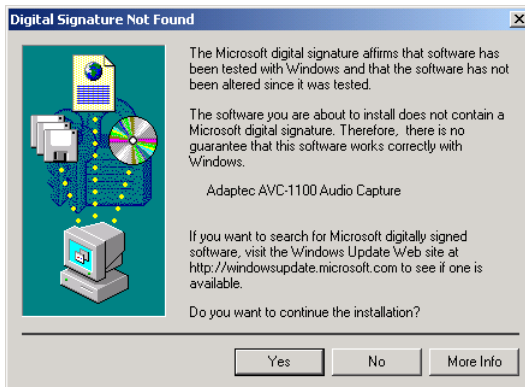 Digital Signature Not Found
The Microsoft digital signature affirms that software has
been tested with Windows and that the software has not
been altered since it was tested.
The software you are about to install does not contain a
Microsoft digital signature. Therefore, there is no
guarantee that this software works correctly with
Windows.
Adaptec AVC-1100 Audio Capture
If you want to search for Microsoft digitally signed
software, visit the Windows Update Web site at
http://windowsupdate.microsoft.com to see if one is
available.
Do you want to continue the installation?
Yes
No
More Info